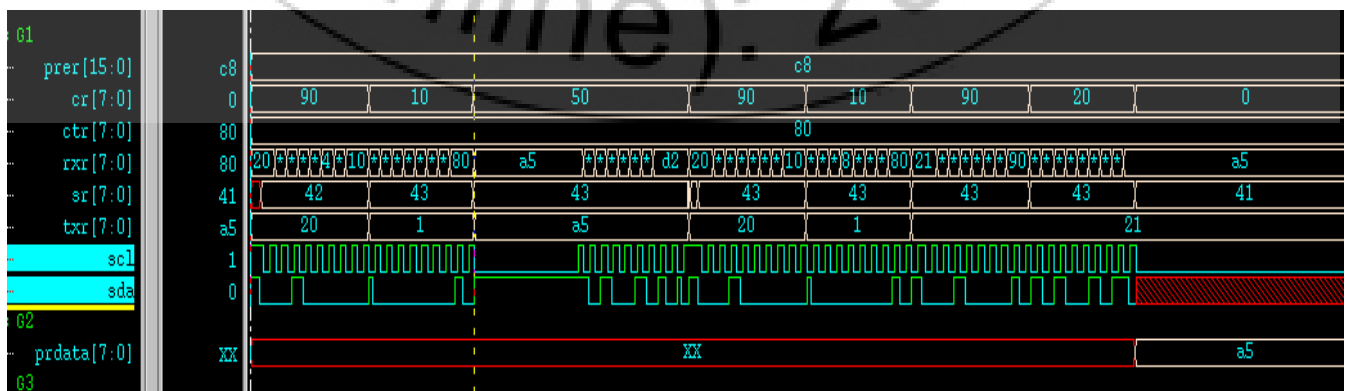 nine). 20
G1
prer[15:0] c8 c8
cr[7:0] 0 90 10 50 90 10 90 20 0
ctr[7:0] 80 80
rxr[7:0] 80 20 * * * * 4 * 10 * * * * * * * 80 a5 * * * * * * d2 20 * * * * * * 10 * * 8 * * * 80 21 * * * * * * 90 * * * * * * * * a5
sr[7:0] 41 42 43 43 43 43 43 43 41
txr[7:0] a5 20 1 a5 20 1 21
scl 1
sda 0
G2
prdata[7:0] XX XX a5
G3